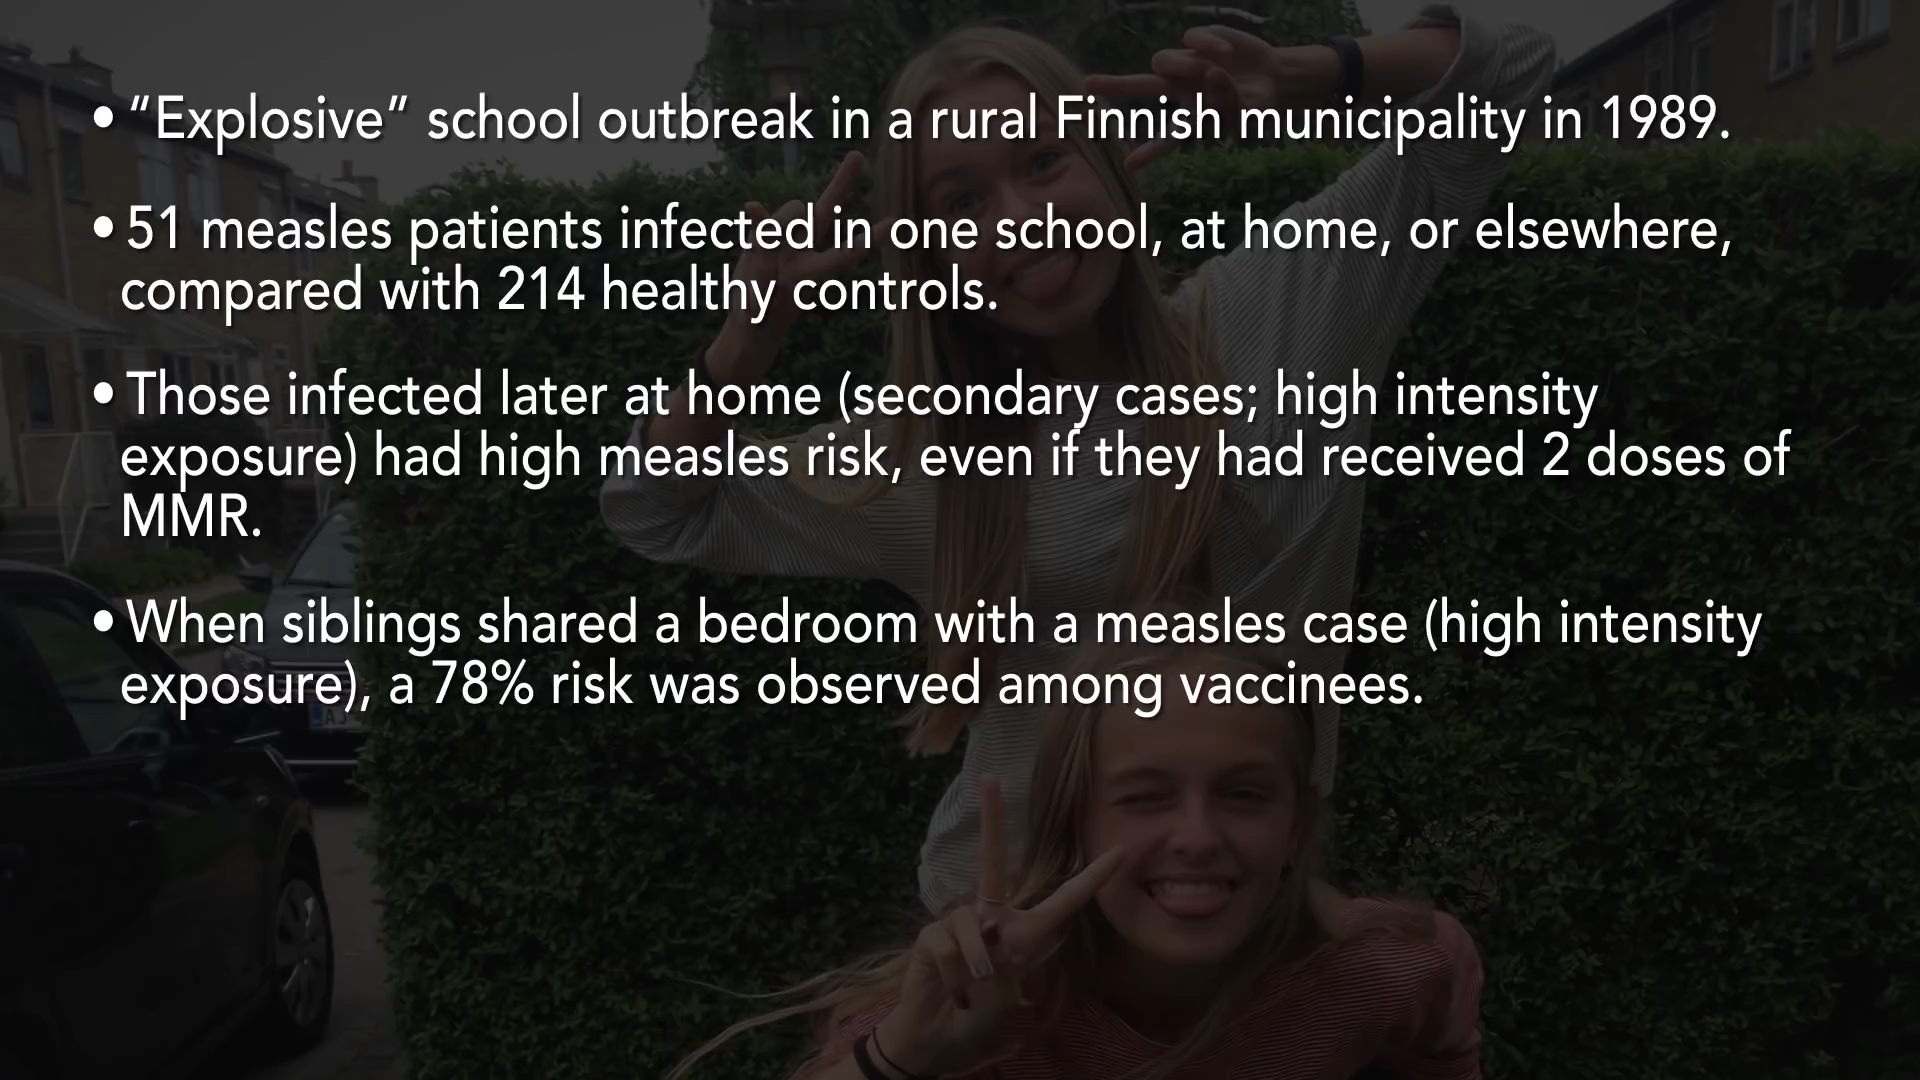 • “Explosive” school outbreak in a rural Finnish municipality in 1989.
• 51 measles patients infected in one school, at home, or elsewhere,
compared with 214 healthy controls.
• Those infected later at home (secondary cases; high intensity
exposure) had high measles risk, even if they had received 2 doses of
MMR.
• When siblings shared a bedroom with a measles case (high intensity
exposure), a 78% risk was observed among vaccinees.